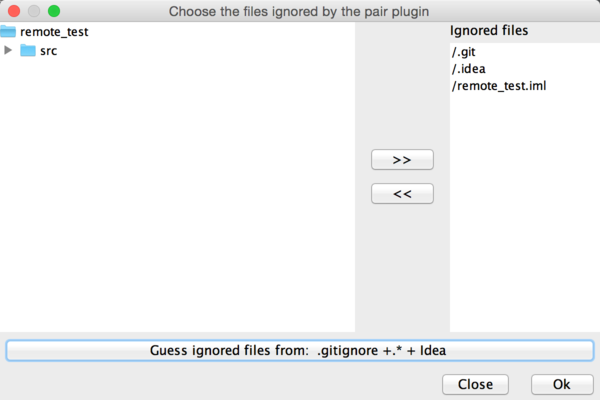 Choose the files ignored by the pair plugin
remote_test
src
Ignored files
/.git
/.idea
/remote_test.iml
>>
<<
Guess ignored files from:  .gitignore +.* + Idea
Close
Ok